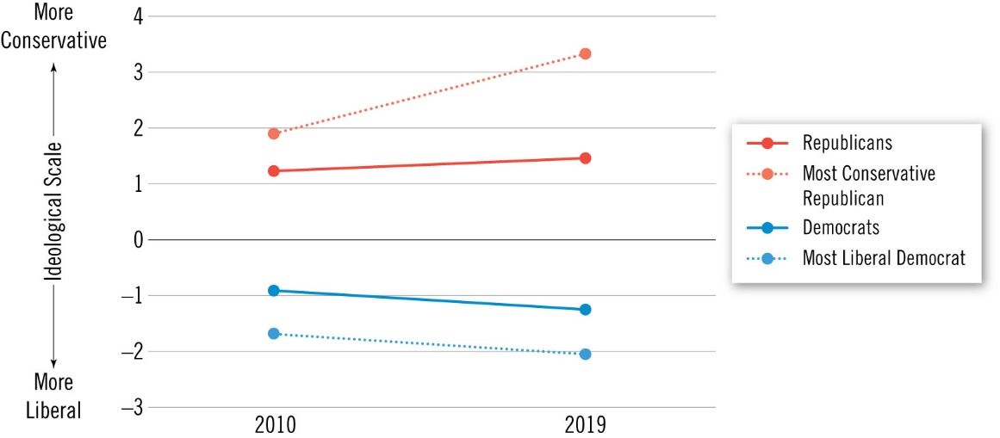 More
Conservative
Ideological Scale
More
Liberal
4
3
2
1
0
–1
–2
–3
2010
2019
Republicans
Most Conservative
Republican
Democrats
Most Liberal Democrat